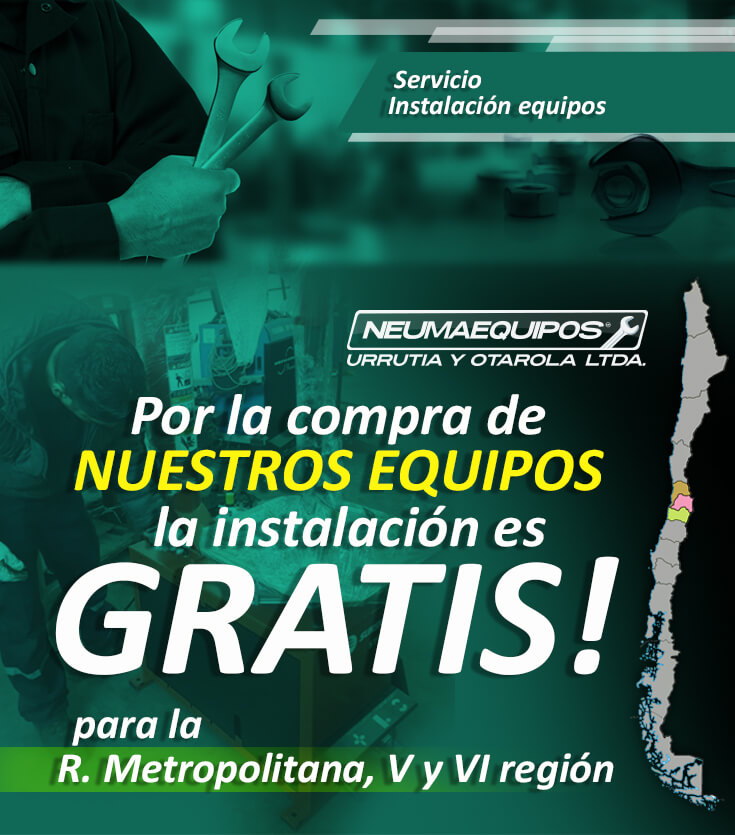 Servicio
Instalación equipos
NEUMAEQUIPOS®
URRUTIA Y OTAROLA LTDA.
Por la compra de
NUESTROS EQUIPOS
la instalación es
GRATIS!
para la
R. Metropolitana, V y VI región